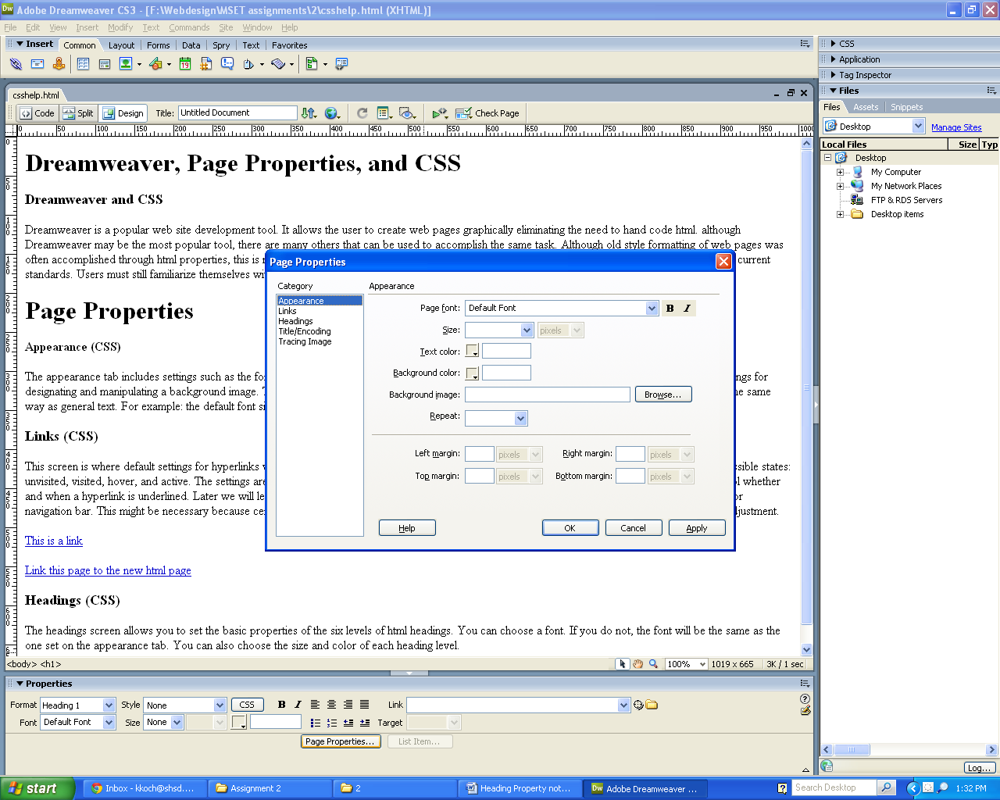 Adobe Dreamweaver CS3 - [F:\Webdesign\MSET assignments\2\csshelp.html (XHTML)]
File Edit View Insert Modify Text Commands Site Window Help
Insert Common Layout Forms Data Spry Text Favorites
csshelp.html
Code Split Design Title: Untitled Document Check Page
0 50 100 150 200 250 300 350 400 450 500 550 600 650 700 750 800 850 900 950 1000
Dreamweaver, Page Properties, and CSS
Dreamweaver and CSS
Dreamweaver is a popular web site development tool. It allows the user to create web pages graphically eliminating the need to hand code html. although
Dreamweaver may be the most popular tool, there are many others that can be used to accomplish the same task. Although old style formatting of web pages was
often accomplished through html properties, this is current
standards. Users must still familiarize themselves
Page Properties
Appearance (CSS)
The appearance tab includes settings such as the for
designating and manipulating a background image. same
way as general text. For example: the default font
Links (CSS)
This screen is where default settings for hyperlinks states:
unvisited, visited, hover, and active. The settings whether
and when a hyperlink is underlined. Later we will
navigation bar. This might be necessary because
This is a link
Link this page to the new html page
Headings (CSS)
The headings screen allows you to set the basic properties of the six levels of html headings. You can choose a font. If you do not, the font will be the same as the
one set on the appearance tab. You can also choose the size and color of each heading level.
<body> <h1> 100% 1019 x 665 3K / 1 sec
Page Properties
Category
Appearance
Links
Headings
Title/Encoding
Tracing Image
Appearance
Page font: Default Font B I
Size: pixels
Text color:
Background color:
Background image: Browse...
Repeat:
Left margin: pixels Right margin: pixels
Top margin: pixels Bottom margin: pixels
Help OK Cancel Apply
Properties
Format Heading 1 Style None CSS B I Link
Font Default Font Size None Target
Page Properties... List Item...
CSS
Application
Tag Inspector
Files
Files Assets Snippets
Desktop Manage Sites
Local Files Size Typ
Desktop
My Computer
My Network Places
FTP & RDS Servers
Desktop items
Log...
start Inbox - kkoch@shsd.... Assignment 2 2 Heading Property not... Adobe Dreamweaver ... Search Desktop 1:32 PM